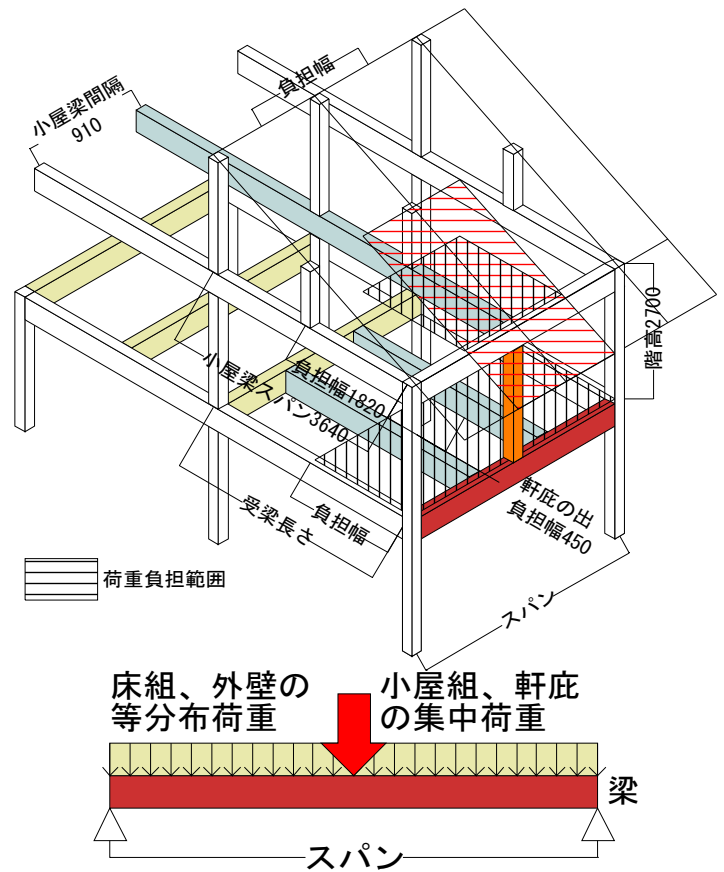 負担幅
小屋梁間隔
910
階高2700
負担幅1820
小屋梁スパン3640
軒庇の出
負担幅450
負担幅
受梁長さ
荷重負担範囲
スパン
床組、外壁の
等分布荷重
小屋組、軒庇
の集中荷重
梁
スパン